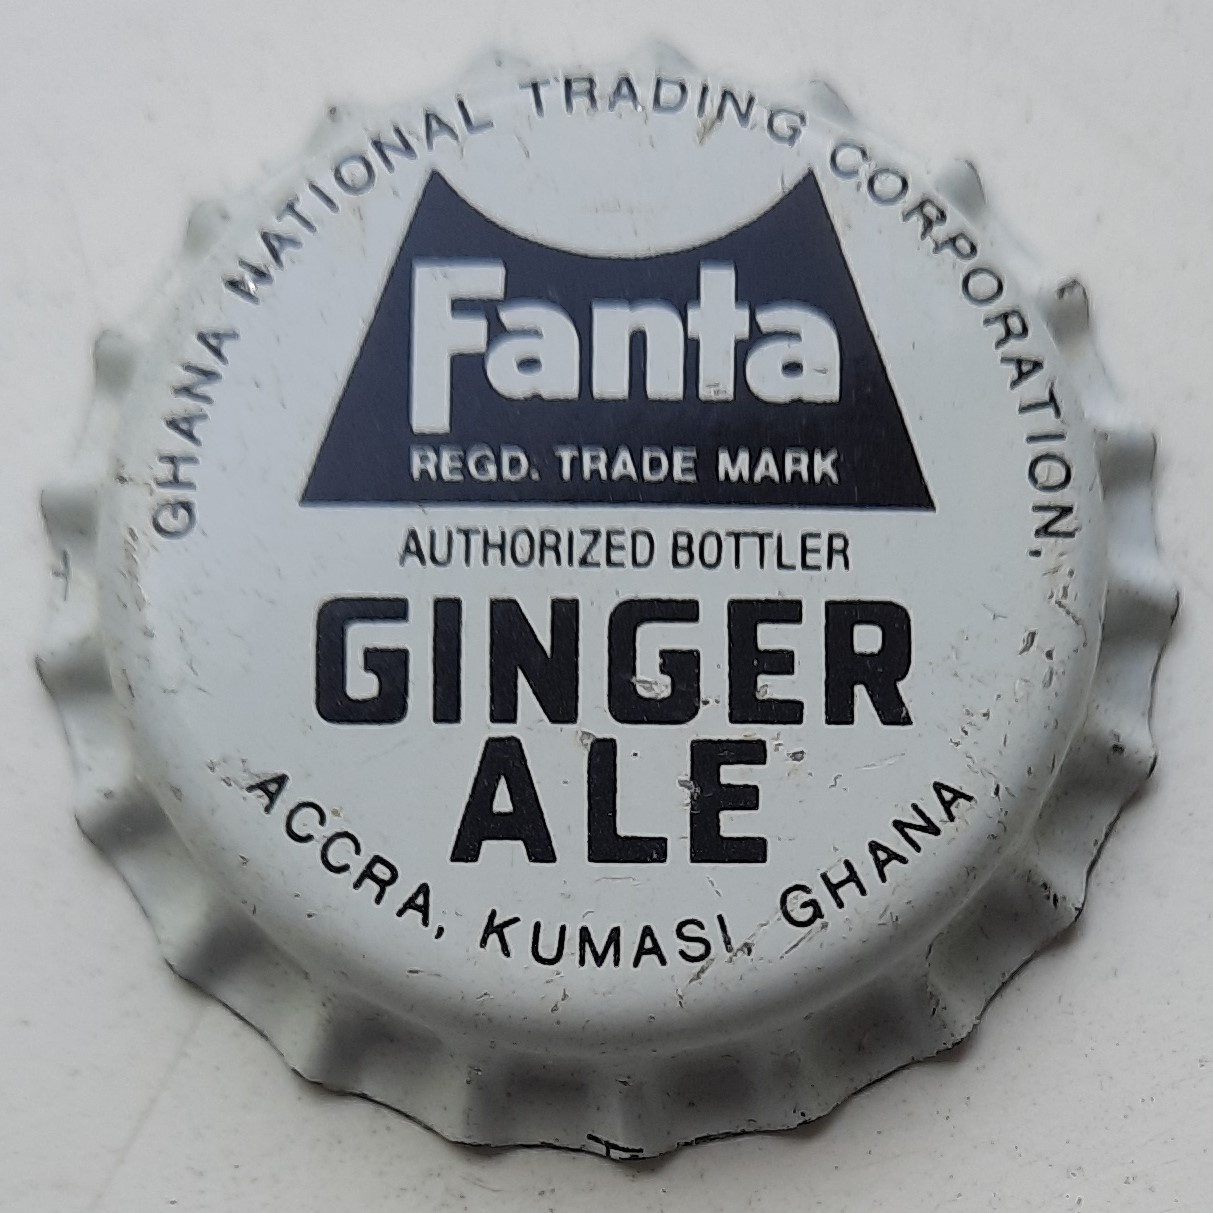 GHANA NATIONAL TRADING CORPORATION,
Fanta
REGD. TRADE MARK
AUTHORIZED BOTTLER
GINGER
ALE
ACCRA, KUMASI, GHANA